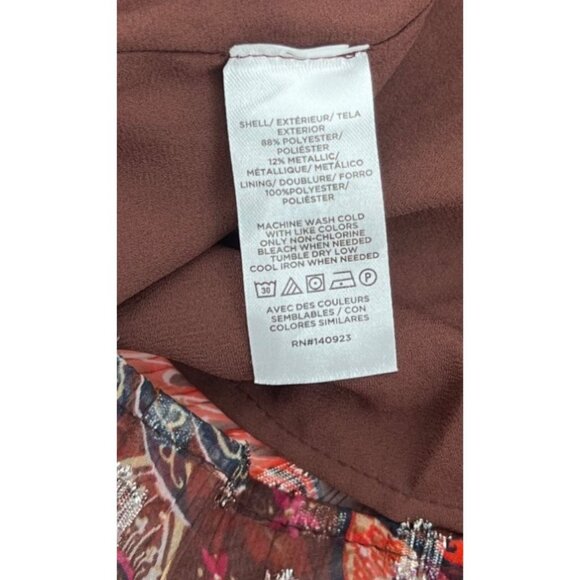 SHELL/ EXTÉRIEUR/ TELA
EXTERIOR
88% POLYESTER/
POLIÉSTER
12% METALLIC/
MÉTALLIQUE/ METÁLICO
LINING/ DOUBLURE/ FORRO
100%POLYESTER/
POLIÉSTER
MACHINE WASH COLD
WITH LIKE COLORS
ONLY NON-CHLORINE
BLEACH WHEN NEEDED
TUMBLE DRY LOW
COOL IRON WHEN NEEDED
30 P
AVEC DES COULEURS
SEMBLABLES / CON
COLORES SIMILARES
RN#140923